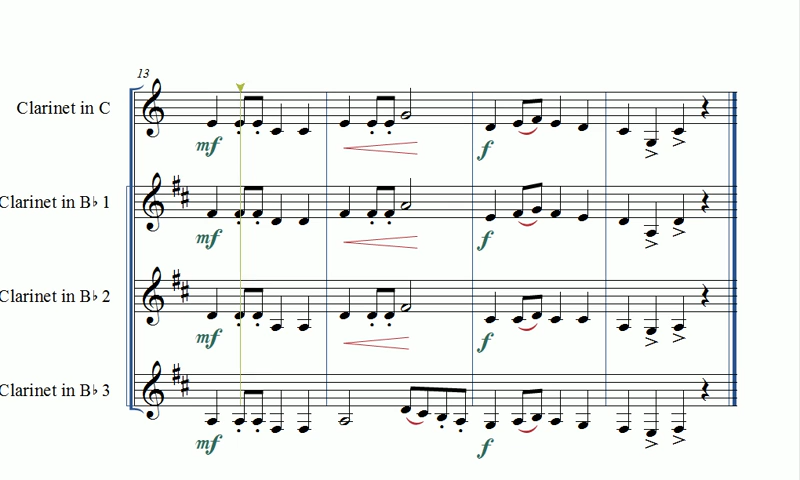 13
Clarinet in C
mf
f
Clarinet in B♭ 1
mf
f
Clarinet in B♭ 2
mf
f
Clarinet in B♭ 3
mf
f